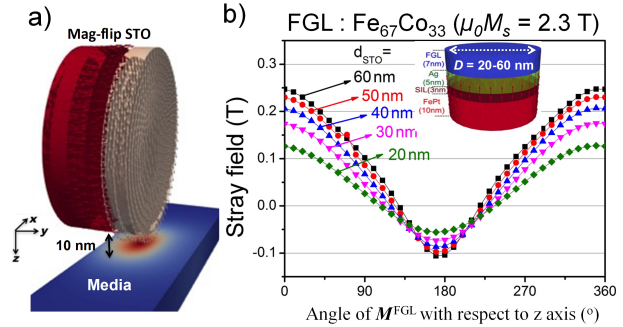 a)
Mag-flip STO
x
y
z
10 nm
Media
b)
FGL : Fe67Co33 (μ0Ms = 2.3 T)
Stray field (T)
0.3
0.2
0.1
0.0
-0.1
dSTO=
60 nm
50 nm
40 nm
30 nm
20 nm
FGL
(7nm)
Ag
(5nm)
SIL(3nm)
FePt
(10nm)
D = 20-60 nm
0 90 180 270 360
Angle of MFGL with respect to z axis (o)